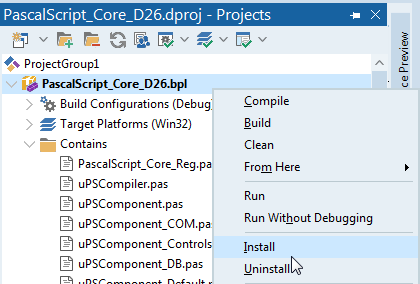 PascalScript_Core_D26.dproj - Projects
ProjectGroup1
PascalScript_Core_D26.bpl
Build Configurations (Debug)
Target Platforms (Win32)
Contains
PascalScript_Core_Reg.pa
uPSCompiler.pas
uPSComponent.pas
uPSComponent_COM.pas
uPSComponent_Controls
uPSComponent_DB.pas
Compile
Build
Clean
From Here
Run
Run Without Debugging
Install
Uninstall
ce Preview